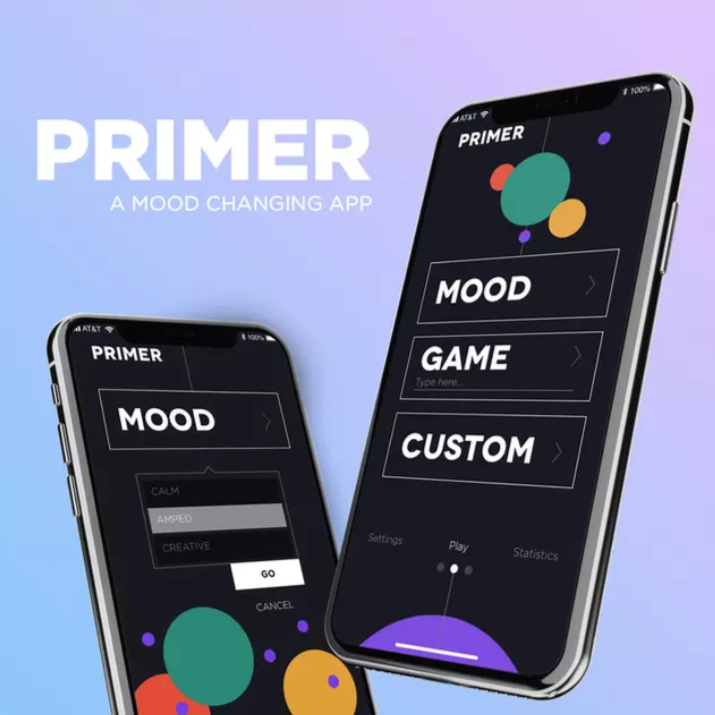 PRIMER
A MOOD CHANGING APP
AT&T
100%
PRIMER
MOOD
GAME
Type here...
CUSTOM
Settings
Play
Statistics
AT&T
100%
PRIMER
MOOD
CALM
AMPED
CREATIVE
GO
CANCEL